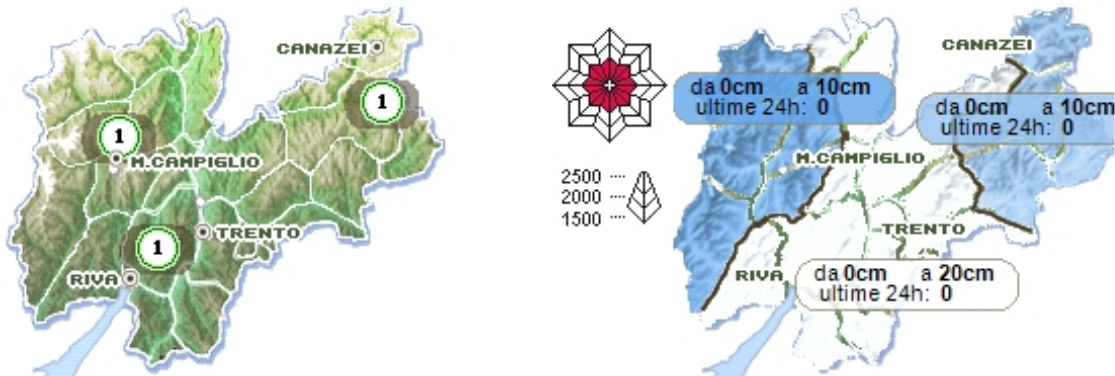 CANAZEI
1
1
M.CAMPIGLIO
1
TRENTO
RIVA
CANAZEI
da 0cm a 10cm
ultime 24h: 0
da 0cm a 10cm
ultime 24h: 0
M.CAMPIGLIO
2500
2000
1500
TRENTO
RIVA
da 0cm a 20cm
ultime 24h: 0